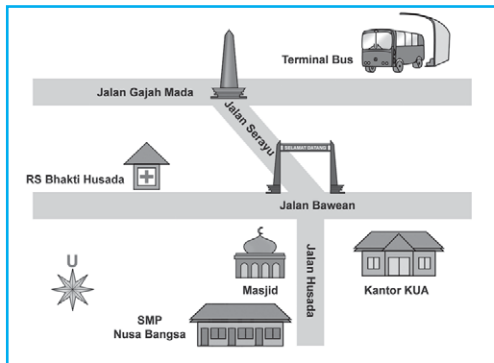 Terminal Bus
Jalan Gajah Mada
Jalan Serayu
SELAMAT DATANG
RS Bhakti Husada
Jalan Bawean
U
Masjid
Jalan Husada
Kantor KUA
SMP
Nusa Bangsa